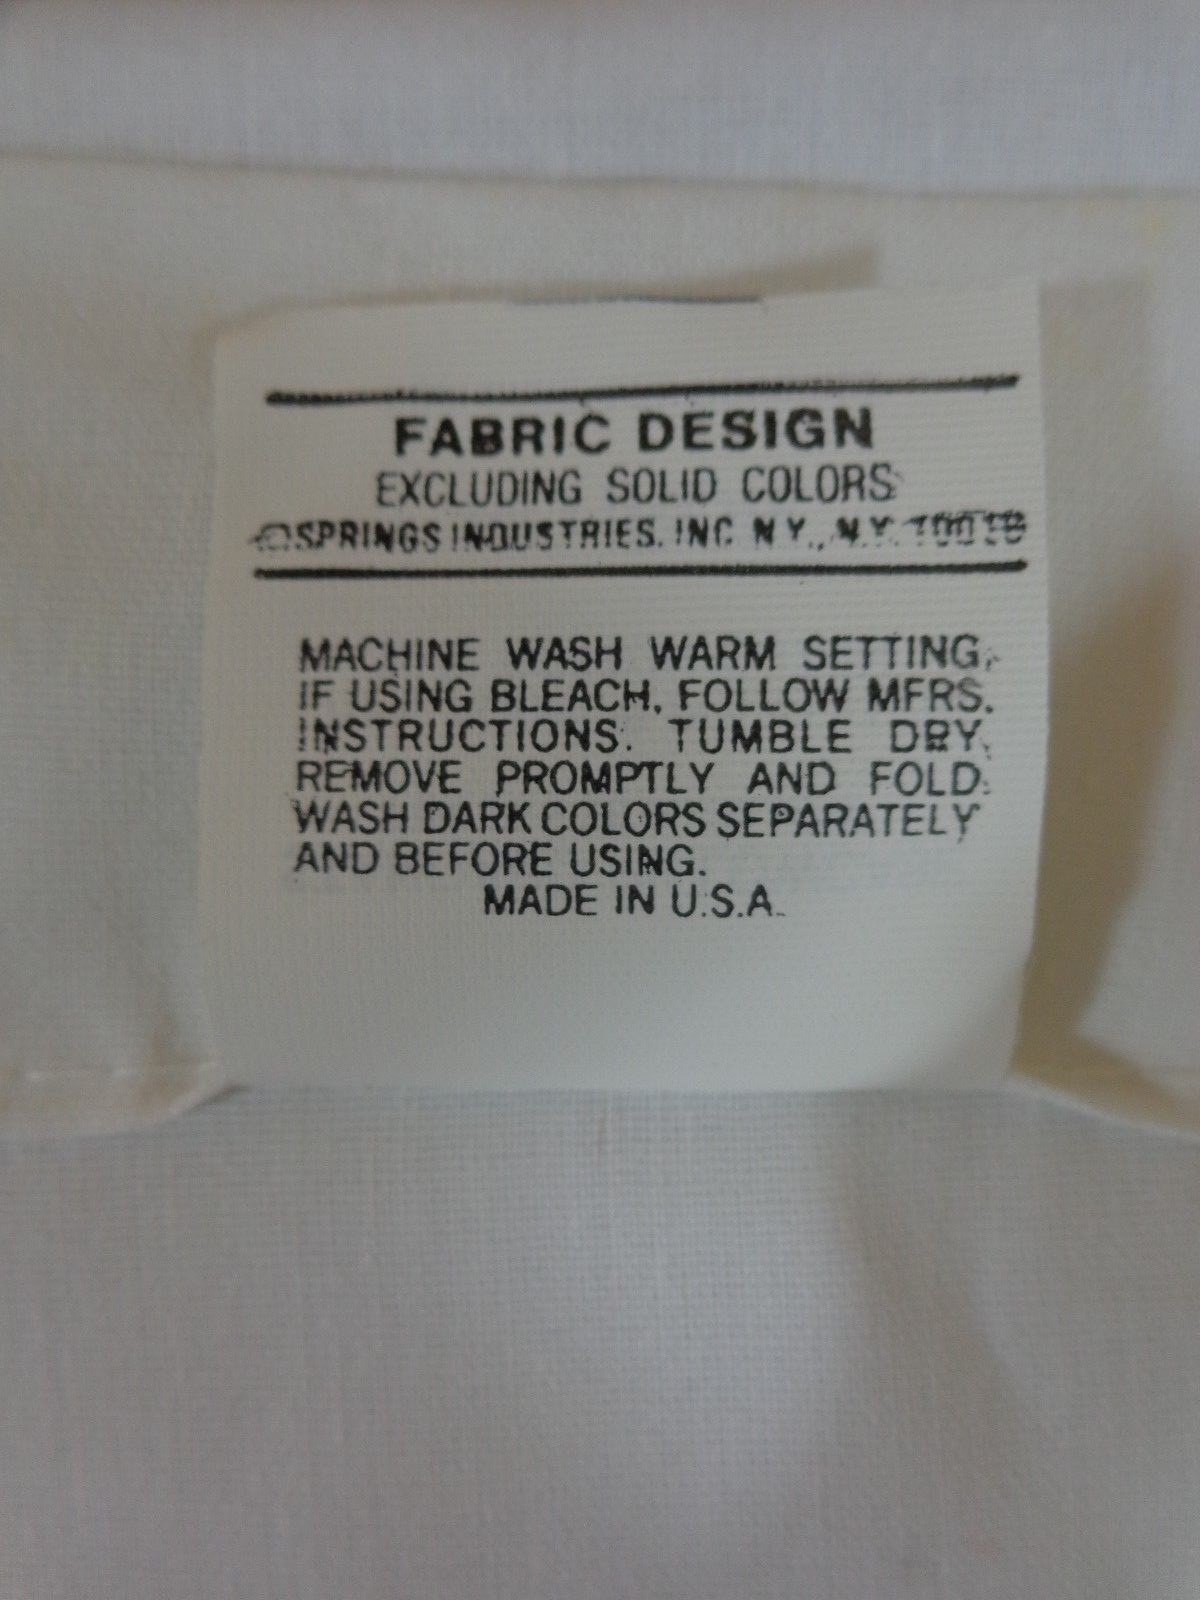 FABRIC DESIGN
EXCLUDING SOLID COLORS
©SPRINGS INDUSTRIES, INC. N.Y., N.Y.
MACHINE WASH WARM SETTING,
IF USING BLEACH, FOLLOW MFRS.
INSTRUCTIONS. TUMBLE DRY,
REMOVE PROMPTLY AND FOLD.
WASH DARK COLORS SEPARATELY
AND BEFORE USING.
MADE IN U.S.A.